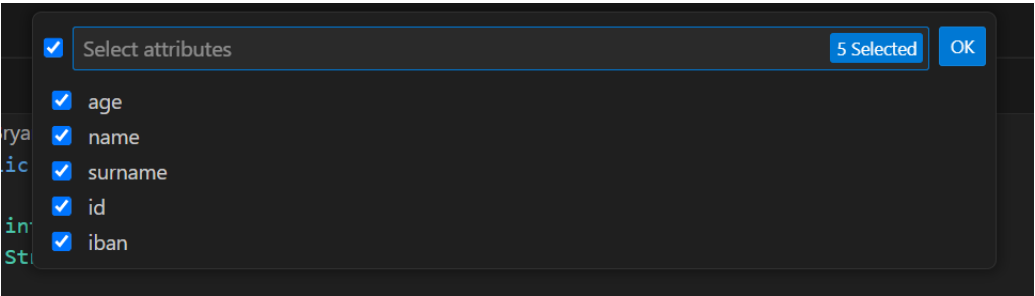 Select attributes 5 Selected OK
age
name
surname
id
iban